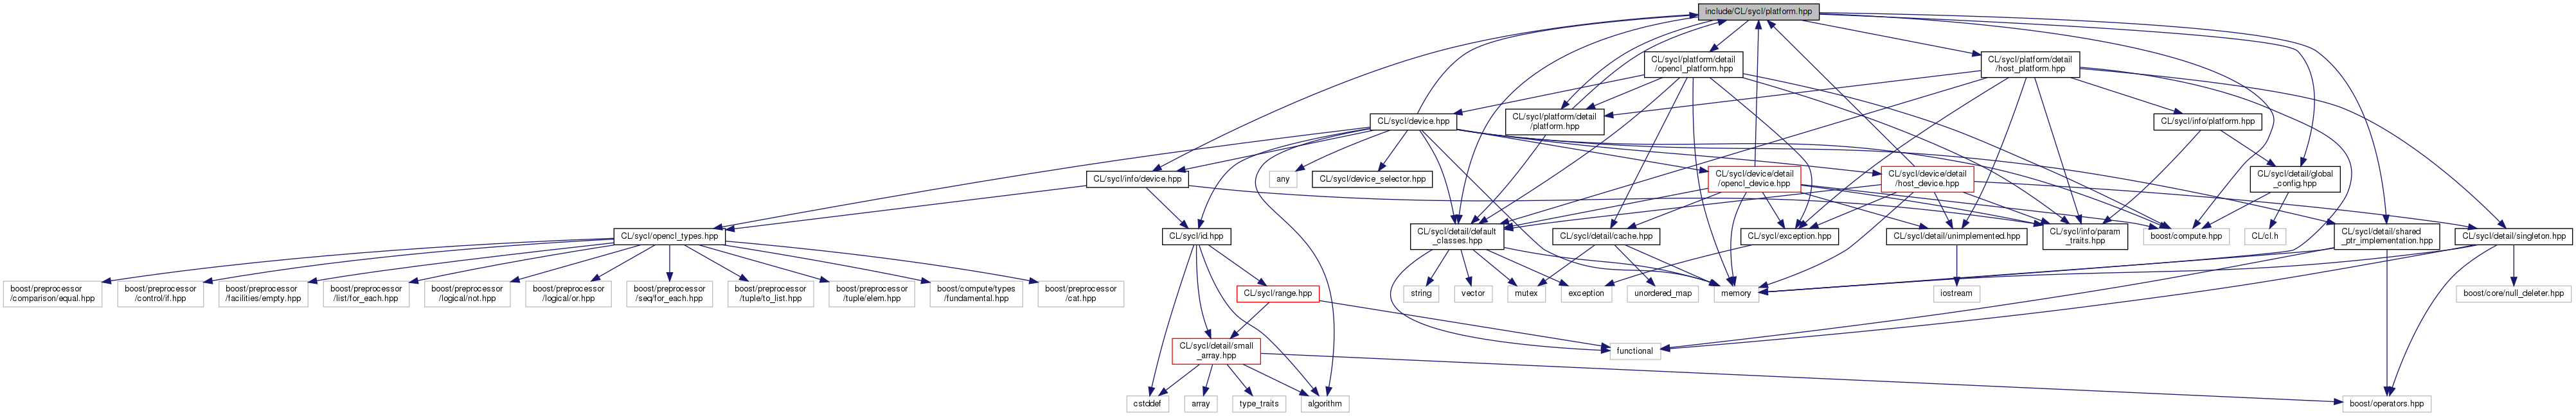 include/CL/sycl/platform.hpp
CL/sycl/platform/detail
/opencl_platform.hpp
CL/sycl/platform/detail
/host_platform.hpp
CL/sycl/device.hpp
CL/sycl/platform/detail
/platform.hpp
CL/sycl/info/platform.hpp
CL/sycl/info/device.hpp
any
CL/sycl/device_selector.hpp
CL/sycl/device/detail
/opencl_device.hpp
CL/sycl/device/detail
/host_device.hpp
CL/sycl/detail/global
_config.hpp
CL/sycl/opencl_types.hpp
CL/sycl/id.hpp
CL/sycl/detail/default
_classes.hpp
CL/sycl/detail/cache.hpp
CL/sycl/exception.hpp
CL/sycl/detail/unimplemented.hpp
CL/sycl/info/param
_traits.hpp
boost/compute.hpp
CL/cl.h
CL/sycl/detail/shared
_ptr_implementation.hpp
CL/sycl/detail/singleton.hpp
boost/preprocessor
/comparison/equal.hpp
boost/preprocessor
/control/if.hpp
boost/preprocessor
/facilities/empty.hpp
boost/preprocessor
/list/for_each.hpp
boost/preprocessor
/logical/not.hpp
boost/preprocessor
/logical/or.hpp
boost/preprocessor
/seq/for_each.hpp
boost/preprocessor
/tuple/to_list.hpp
boost/preprocessor
/tuple/elem.hpp
boost/compute/types
/fundamental.hpp
boost/preprocessor
/cat.hpp
CL/sycl/range.hpp
string
vector
mutex
exception
unordered_map
memory
iostream
boost/core/null_deleter.hpp
CL/sycl/detail/small
_array.hpp
functional
cstddef
array
type_traits
algorithm
boost/operators.hpp